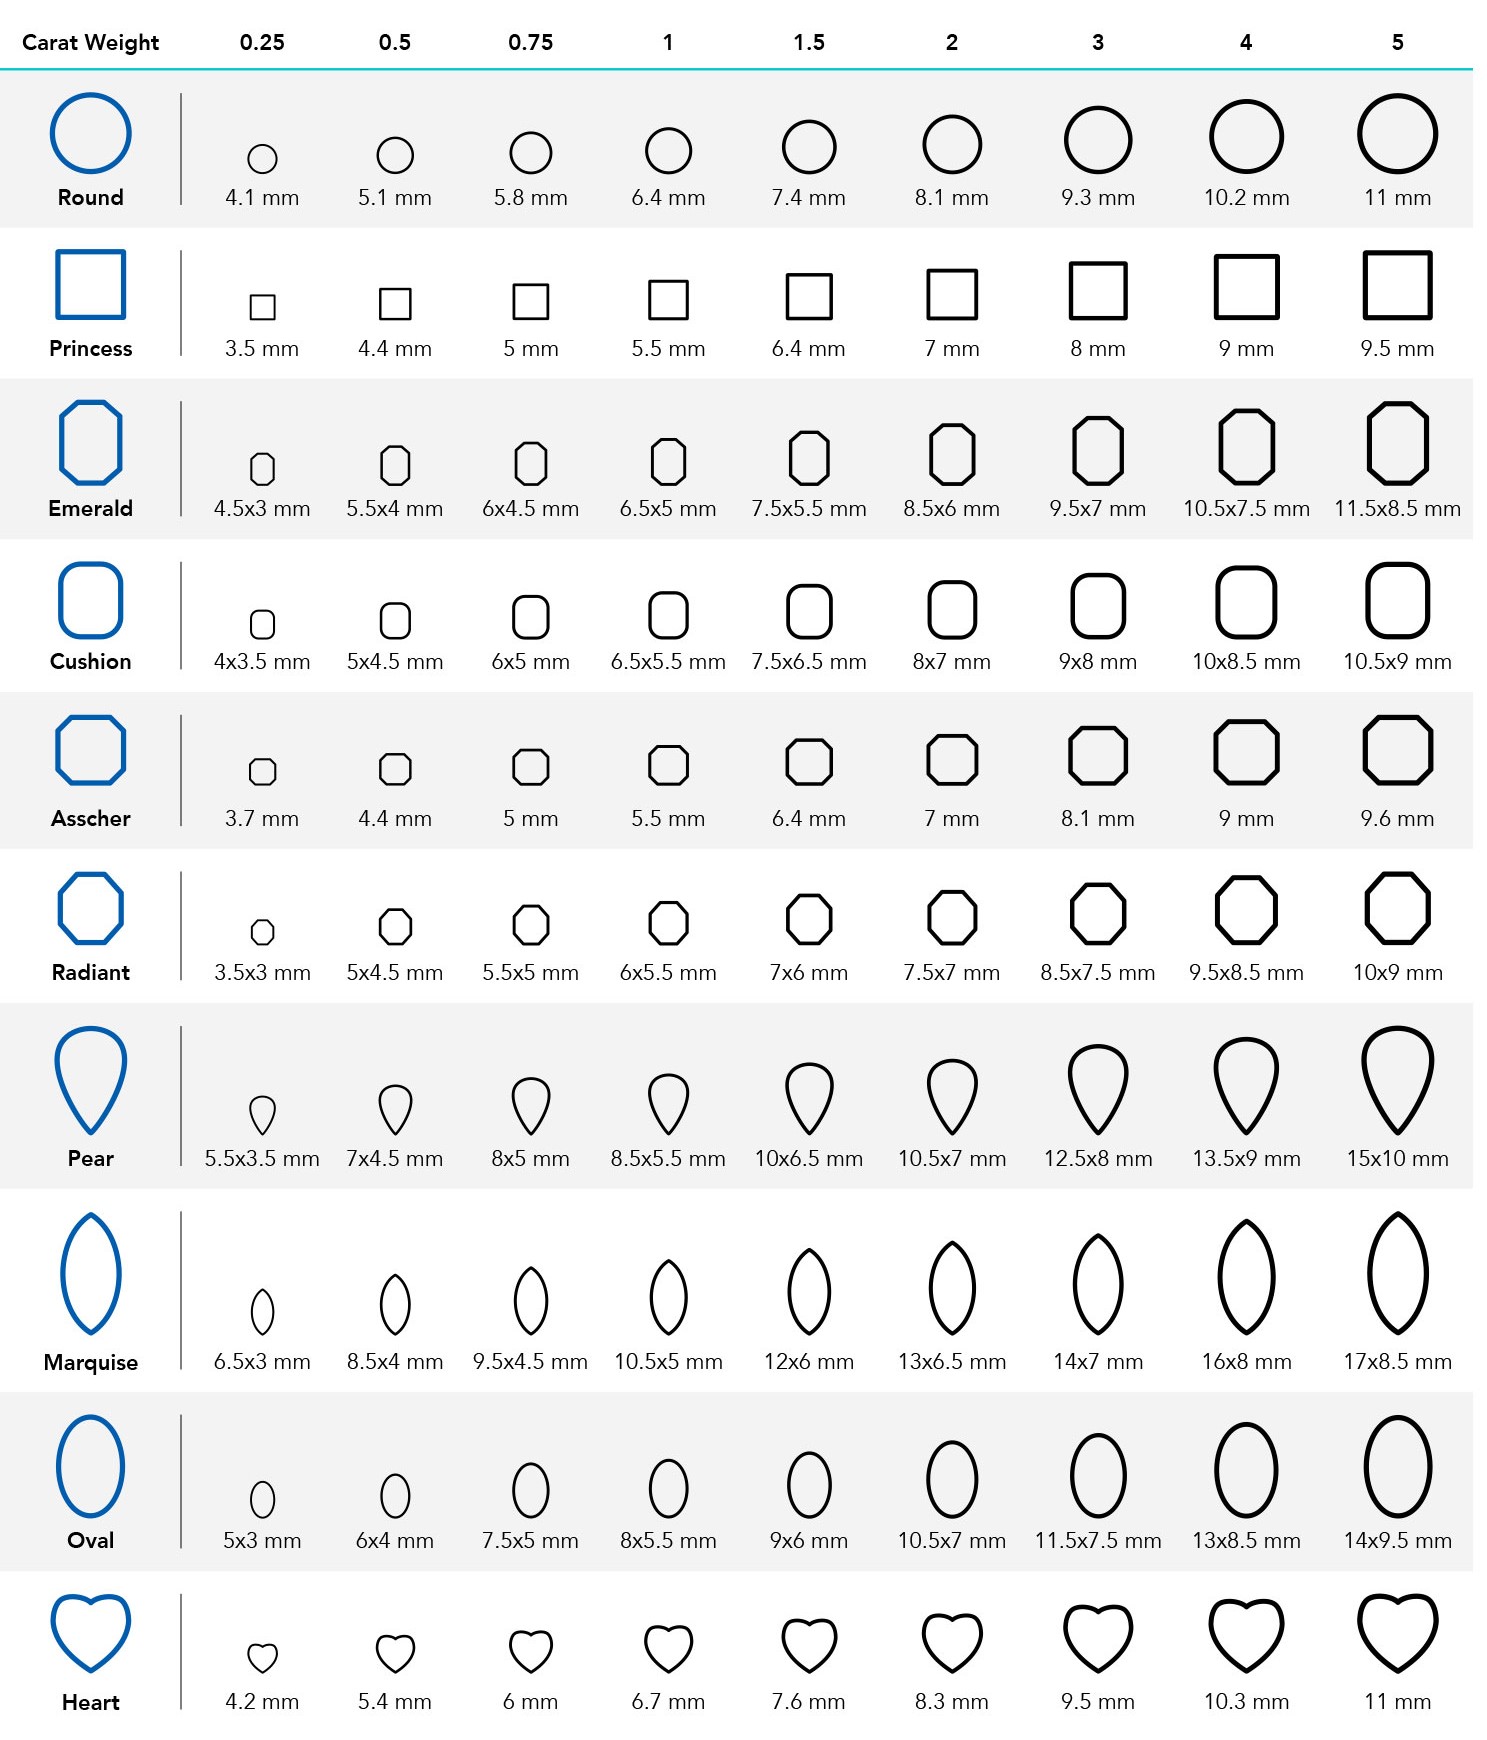 Carat Weight 0.25 0.5 0.75 1 1.5 2 3 4 5
Round 4.1 mm 5.1 mm 5.8 mm 6.4 mm 7.4 mm 8.1 mm 9.3 mm 10.2 mm 11 mm
Princess 3.5 mm 4.4 mm 5 mm 5.5 mm 6.4 mm 7 mm 8 mm 9 mm 9.5 mm
Emerald 4.5x3 mm 5.5x4 mm 6x4.5 mm 6.5x5 mm 7.5x5.5 mm 8.5x6 mm 9.5x7 mm 10.5x7.5 mm 11.5x8.5 mm
Cushion 4x3.5 mm 5x4.5 mm 6x5 mm 6.5x5.5 mm 7.5x6.5 mm 8x7 mm 9x8 mm 10x8.5 mm 10.5x9 mm
Asscher 3.7 mm 4.4 mm 5 mm 5.5 mm 6.4 mm 7 mm 8.1 mm 9 mm 9.6 mm
Radiant 3.5x3 mm 5x4.5 mm 5.5x5 mm 6x5.5 mm 7x6 mm 7.5x7 mm 8.5x7.5 mm 9.5x8.5 mm 10x9 mm
Pear 5.5x3.5 mm 7x4.5 mm 8x5 mm 8.5x5.5 mm 10x6.5 mm 10.5x7 mm 12.5x8 mm 13.5x9 mm 15x10 mm
Marquise 6.5x3 mm 8.5x4 mm 9.5x4.5 mm 10.5x5 mm 12x6 mm 13x6.5 mm 14x7 mm 16x8 mm 17x8.5 mm
Oval 5x3 mm 6x4 mm 7.5x5 mm 8x5.5 mm 9x6 mm 10.5x7 mm 11.5x7.5 mm 13x8.5 mm 14x9.5 mm
Heart 4.2 mm 5.4 mm 6 mm 6.7 mm 7.6 mm 8.3 mm 9.5 mm 10.3 mm 11 mm